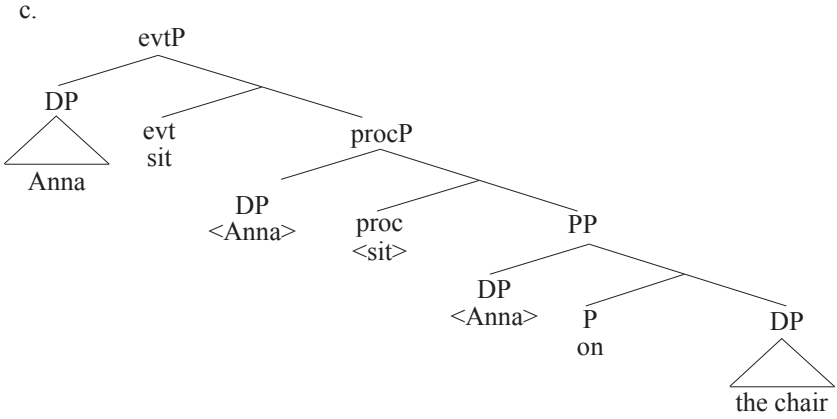 c.
evtP
DP
evt
sit
Anna
procP
DP
<Anna>
proc
<sit>
PP
DP
<Anna>
P
on
DP
the chair